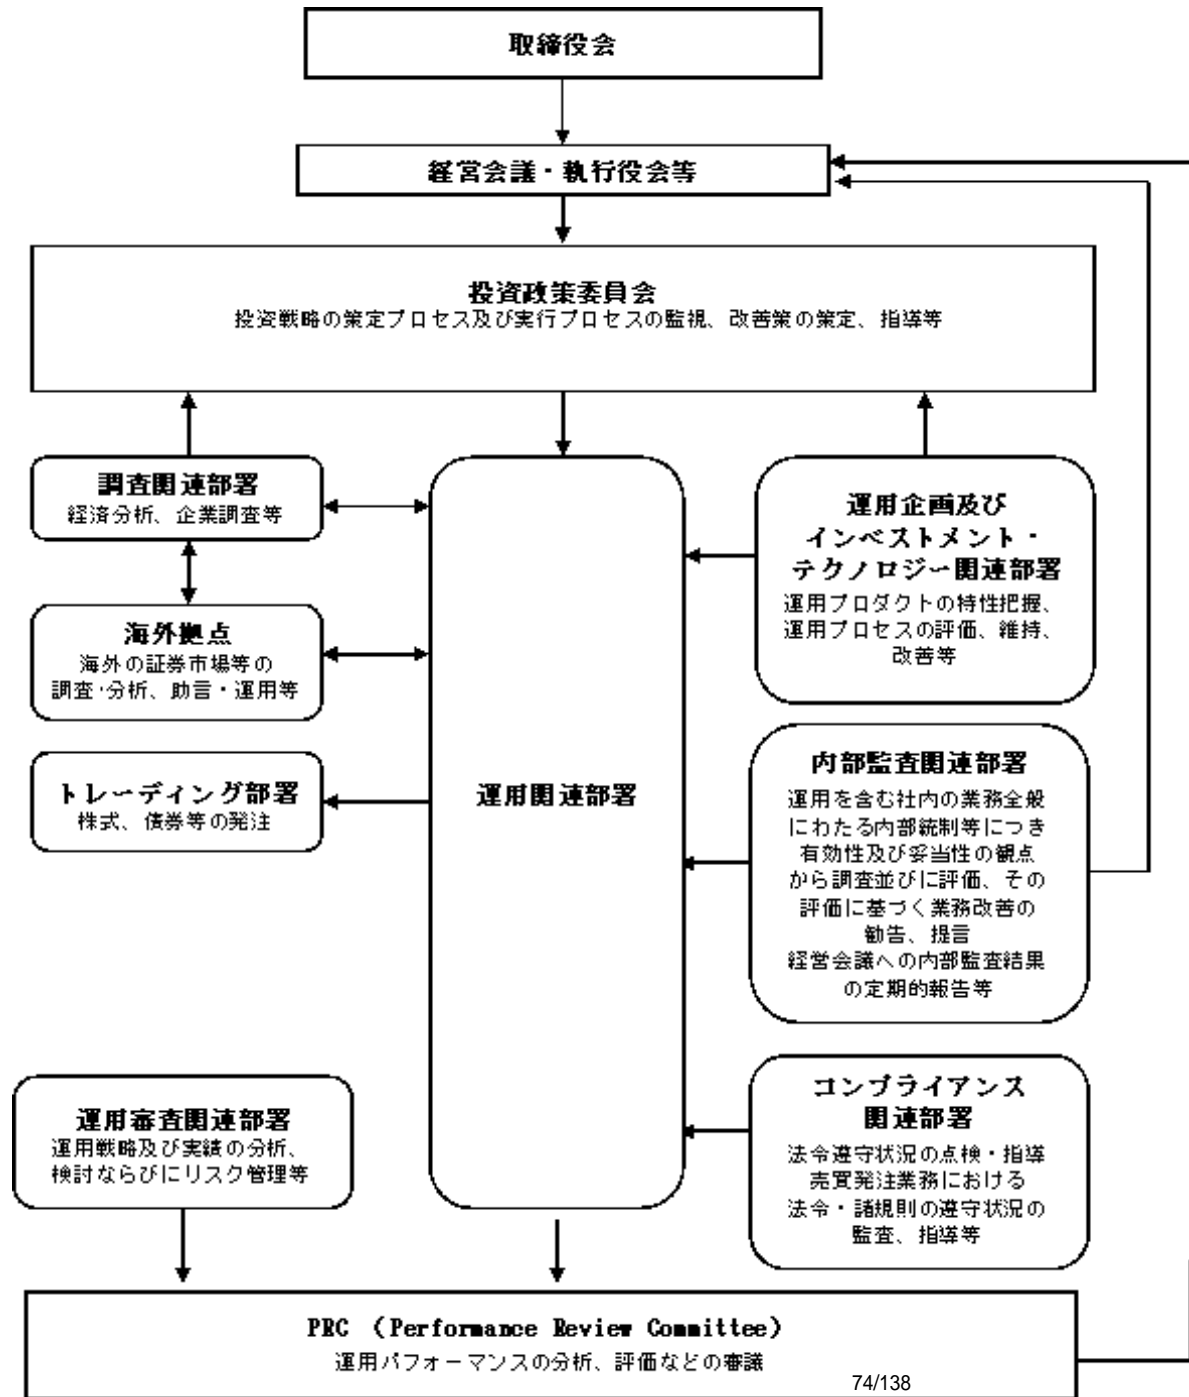 取締役会
経営会議・執行役会等
投資政策委員会
投資戦略の策定プロセス及び実行プロセスの監視、改善策の策定、指導等
調査関連部署
経済分析、企業調査等
海外拠点
海外の証券市場等の
調査・分析、助言・運用等
トレーディング部署
株式、債券等の発注
運用関連部署
運用企画及び
インベストメント・
テクノロジー関連部署
運用プロダクトの特性把握、
運用プロセスの評価、維持、
改善等
内部監査関連部署
運用を含む社内の業務全般
にわたる内部統制等につき
有効性及び妥当性の観点
から調査並びに評価、その
評価に基づく業務改善の
勧告、提言
経営会議への内部監査結果
の定期的報告等
コンプライアンス
関連部署
法令遵守状況の点検・指導
売買発注業務における
法令・諸規則の遵守状況の
監査、指導等
運用審査関連部署
運用戦略及び実績の分析、
検討ならびにリスク管理等
PRC （Performance Review Committee）
運用パフォーマンスの分析、評価などの審議
74/138